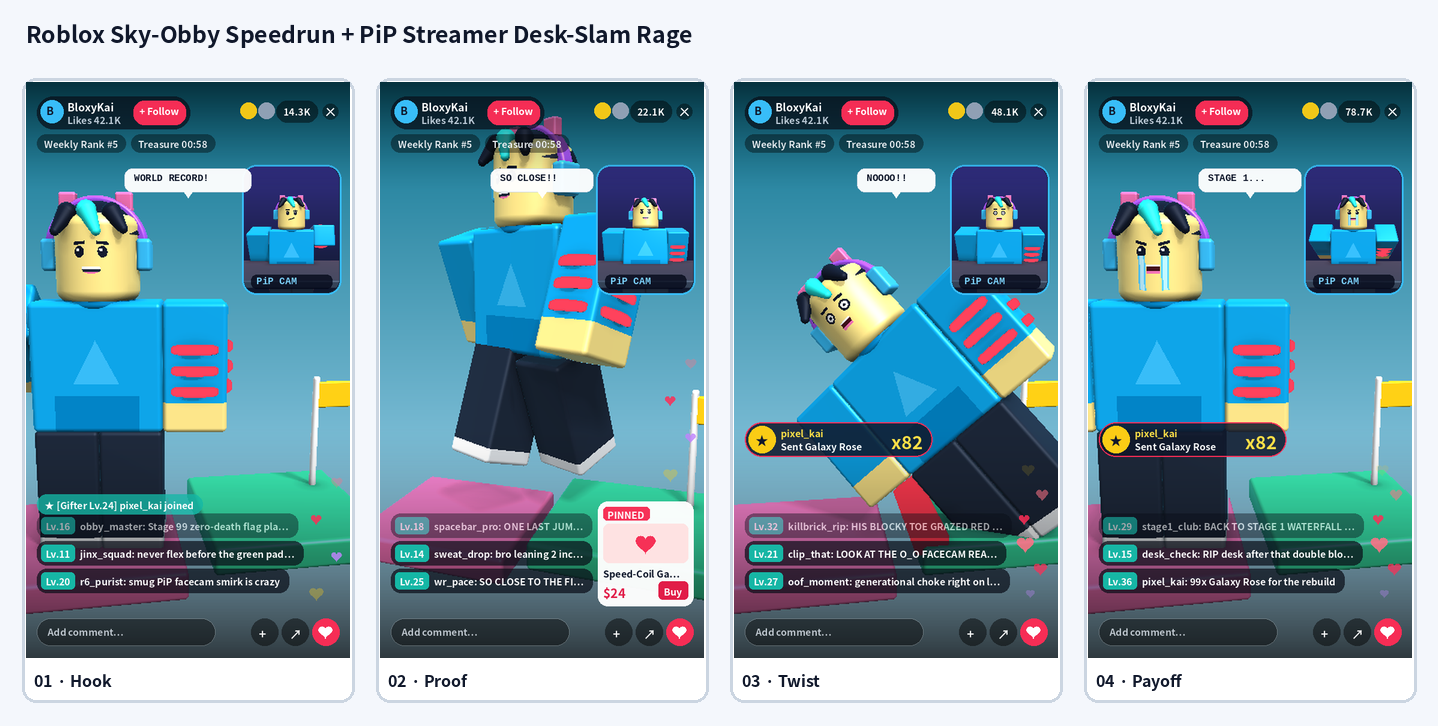 Roblox Sky-Obby Speedrun + PiP Streamer Desk-Slam Rage
B
BloxyKai
Likes 42.1K
+ Follow
14.3K
Weekly Rank #5
Treasure 00:58
WORLD RECORD!
PiP CAM
★ [Gifter Lv.24] pixel_kai joined
Lv.16 obby_master: Stage 99 zero-death flag pla…
Lv.11 jinx_squad: never flex before the green pad…
Lv.20 r6_purist: smug PiP facecam smirk is crazy
Add comment…
01 · Hook
B
BloxyKai
Likes 42.1K
+ Follow
22.1K
Weekly Rank #5
Treasure 00:58
SO CLOSE!!
PiP CAM
Lv.18 spacebar_pro: ONE LAST JUM…
Lv.14 sweat_drop: bro leaning 2 inc…
Lv.25 wr_pace: SO CLOSE TO THE FI…
PINNED
Speed-Coil Ga…
$24
Buy
Add comment…
02 · Proof
B
BloxyKai
Likes 42.1K
+ Follow
48.1K
Weekly Rank #5
Treasure 00:58
NOOOO!!
PiP CAM
pixel_kai
Sent Galaxy Rose
x82
Lv.32 killbrick_rip: HIS BLOCKY TOE GRAZED RED …
Lv.21 clip_that: LOOK AT THE O_O FACECAM REA…
Lv.27 oof_moment: generational choke right on l…
Add comment…
03 · Twist
B
BloxyKai
Likes 42.1K
+ Follow
78.7K
Weekly Rank #5
Treasure 00:58
STAGE 1...
PiP CAM
pixel_kai
Sent Galaxy Rose
x82
Lv.29 stage1_club: BACK TO STAGE 1 WATERFALL …
Lv.15 desk_check: RIP desk after that double blo…
Lv.36 pixel_kai: 99x Galaxy Rose for the rebuild
Add comment…
04 · Payoff